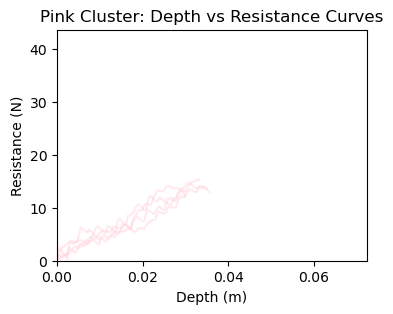 Pink Cluster: Depth vs Resistance Curves
Resistance (N)
40
30
20
10
0
0.00 0.02 0.04 0.06
Depth (m)